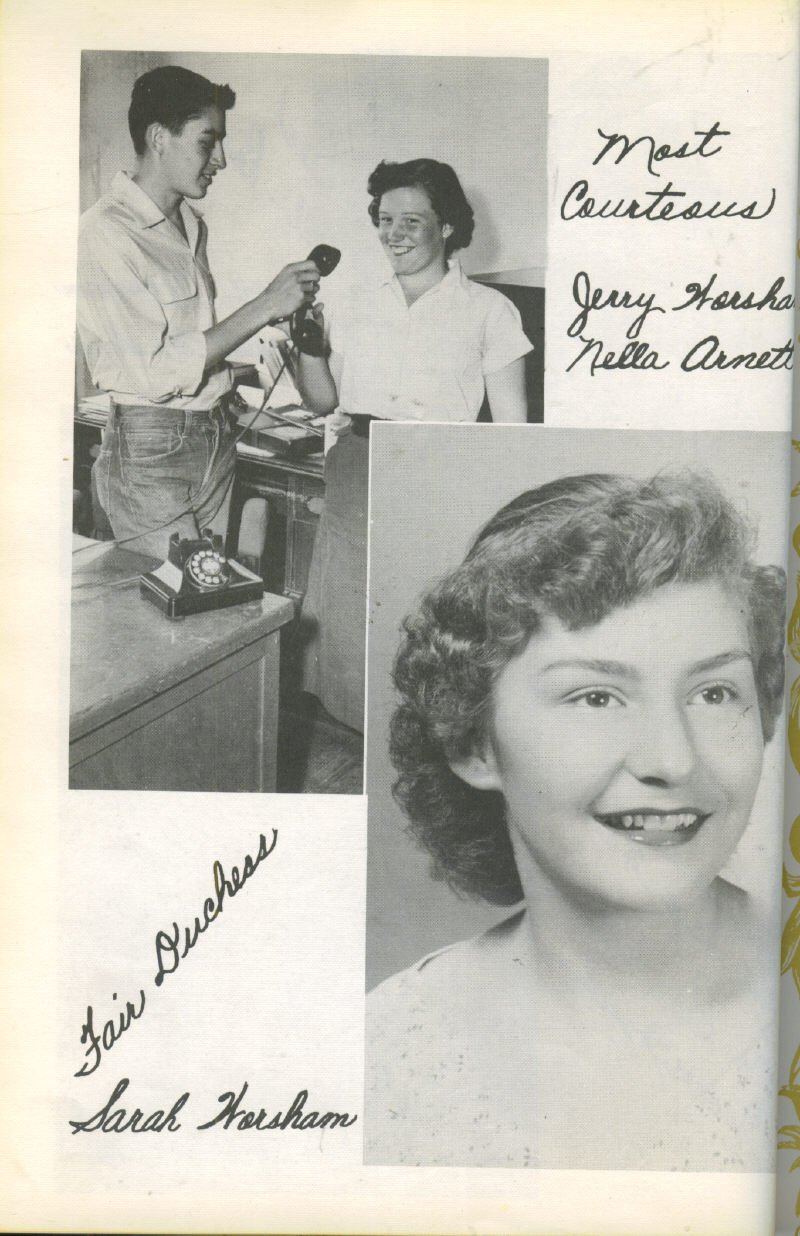 Most
Courteous
Jerry Worsha
Nella Arnett
Fair Duchess
Sarah Worsham